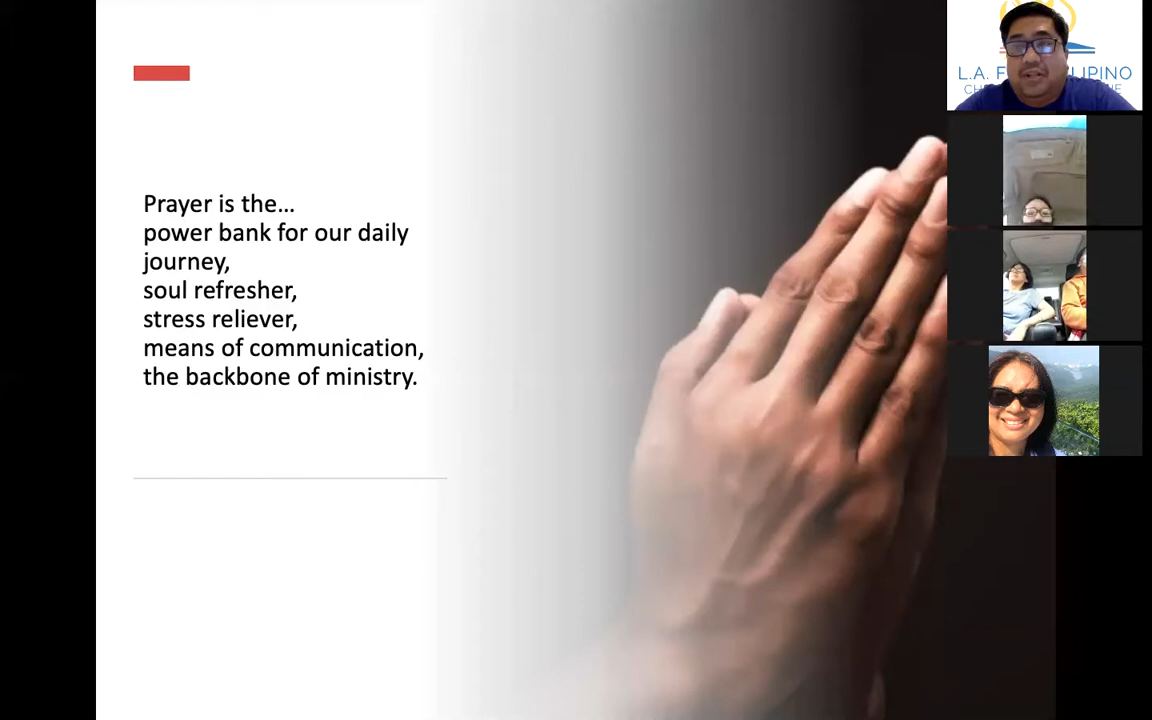 Prayer is the...
power bank for our daily
journey,
soul refresher,
stress reliever,
means of communication,
the backbone of ministry.
L.A. F